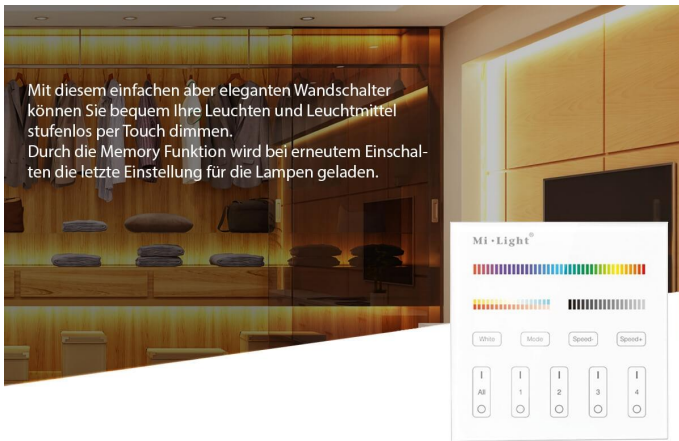 Mit diesem einfachen aber eleganten Wandschalter
können Sie bequem Ihre Leuchten und Leuchtmittel
stufenlos per Touch dimmen.
Durch die Memory Funktion wird bei erneutem Einschal-
ten die letzte Einstellung für die Lampen geladen.
Mi·Light®
White Mode Speed- Speed+
All 1 2 3 4